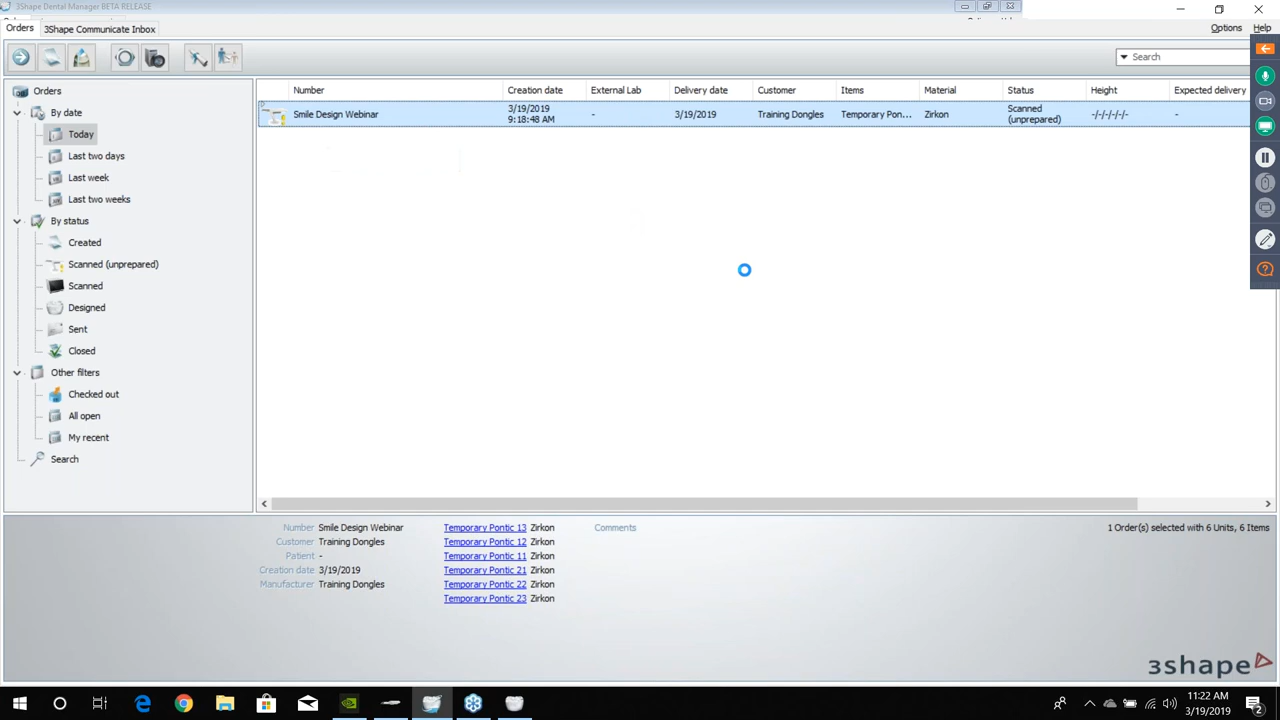 3Shape Dental Manager BETA RELEASE
Orders 3Shape Communicate Inbox
Options Help
Search
Orders
By date
Today
Last two days
Last week
Last two weeks
By status
Created
Scanned (unprepared)
Scanned
Designed
Sent
Closed
Other filters
Checked out
All open
My recent
Search
Number Creation date External Lab Delivery date Customer Items Material Status Height Expected delivery
Smile Design Webinar 3/19/2019 9:18:48 AM - 3/19/2019 Training Dongles Temporary Pon... Zirkon Scanned (unprepared) -/-/-/-/- -
Number Smile Design Webinar
Customer Training Dongles
Patient -
Creation date 3/19/2019
Manufacturer Training Dongles
Temporary Pontic 13 Zirkon
Temporary Pontic 12 Zirkon
Temporary Pontic 11 Zirkon
Temporary Pontic 21 Zirkon
Temporary Pontic 22 Zirkon
Temporary Pontic 23 Zirkon
Comments
1 Order(s) selected with 6 Units, 6 Items
3shape
11:22 AM
3/19/2019
2